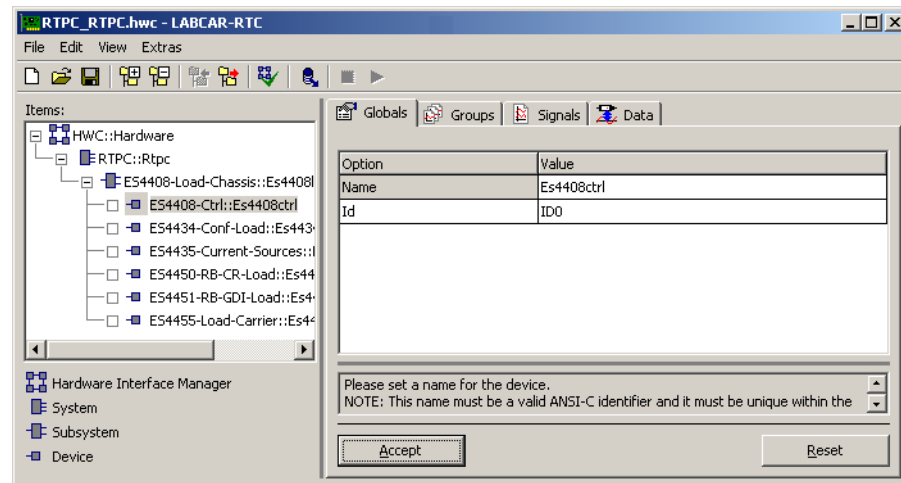 RTPC_RTPC.hwc - LABCAR-RTC
File Edit View Extras
Items:
HWC::Hardware
RTPC::Rtpc
ES4408-Load-Chassis::Es4408l
ES4408-Ctrl::Es4408ctrl
ES4434-Conf-Load::Es443
ES4435-Current-Sources::
ES4450-RB-CR-Load::Es44
ES4451-RB-GDI-Load::Es4
ES4455-Load-Carrier::Es4
Hardware Interface Manager
System
Subsystem
Device
Globals Groups Signals Data
Option Value
Name Es4408ctrl
Id ID0
Please set a name for the device.
NOTE: This name must be a valid ANSI-C identifier and it must be unique within the
Accept Reset